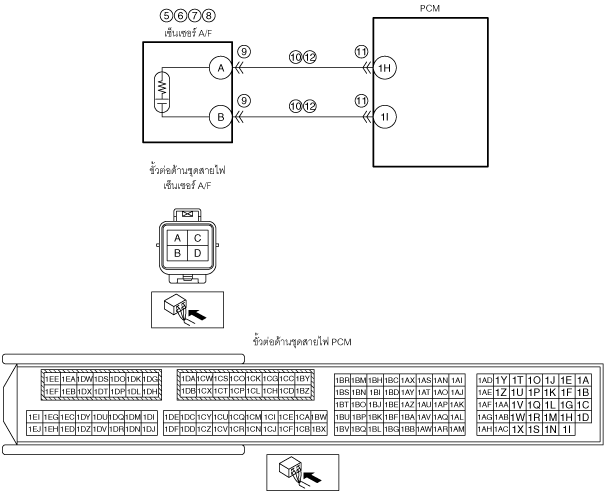 ⑤⑥⑦⑧
เซ็นเซอร์ A/F
PCM
⑨ ⑩⑫ ⑪
A 1H
⑨ ⑩⑫ ⑪
B 1I
ขั้วต่อด้านชุดสายไฟ
เซ็นเซอร์ A/F
A C
B D
ขั้วต่อด้านชุดสายไฟ PCM
1EE 1EA 1DW 1DS 1DO 1DK 1DG 1DA 1CW 1CS 1CO 1CK 1CG 1CC 1BY 1BR 1BM 1BH 1BC 1AX 1AS 1AN 1AI 1AD 1Y 1T 1O 1J 1E 1A
1EF 1EB 1DX 1DT 1DP 1DL 1DH 1DB 1CX 1CT 1CP 1CL 1CH 1CD 1BZ 1BS 1BN 1BI 1BD 1AY 1AT 1AO 1AJ 1AE 1Z 1U 1P 1K 1F 1B
1BT 1BO 1BJ 1BE 1AZ 1AU 1AP 1AK 1AF 1AA 1V 1Q 1L 1G 1C
1EI 1EG 1EC 1DY 1DU 1DQ 1DM 1DI 1DE 1DC 1CY 1CU 1CQ 1CM 1CI 1CE 1CA 1BW 1BU 1BP 1BK 1BF 1BA 1AV 1AQ 1AL 1AG 1AB 1W 1R 1M 1H 1D
1EJ 1EH 1ED 1DZ 1DV 1DR 1DN 1DJ 1DF 1DD 1CZ 1CV 1CR 1CN 1CJ 1CF 1CB 1BX 1BV 1BQ 1BL 1BG 1BB 1AW 1AR 1AM 1AH 1AC 1X 1S 1N 1I